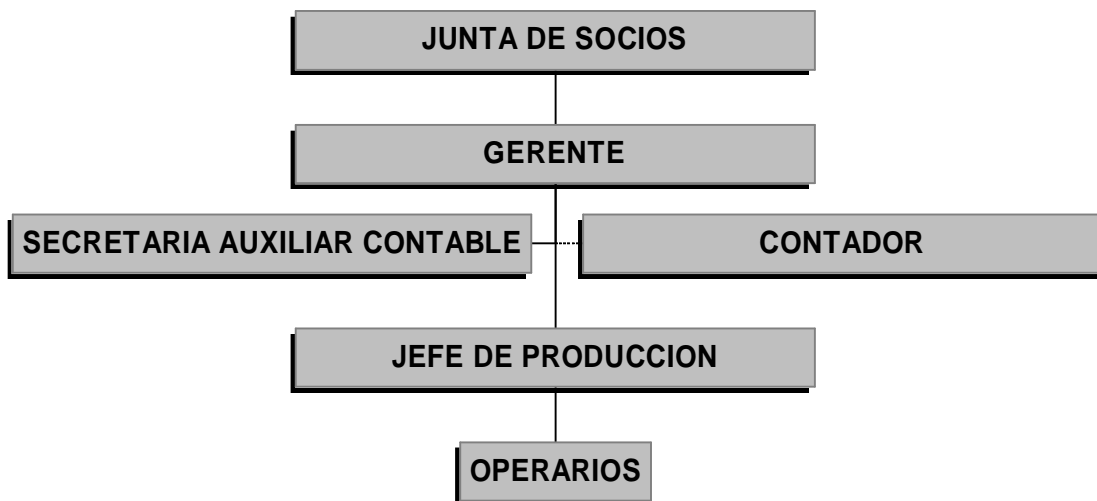 JUNTA DE SOCIOS
GERENTE
SECRETARIA AUXILIAR CONTABLE
CONTADOR
JEFE DE PRODUCCION
OPERARIOS